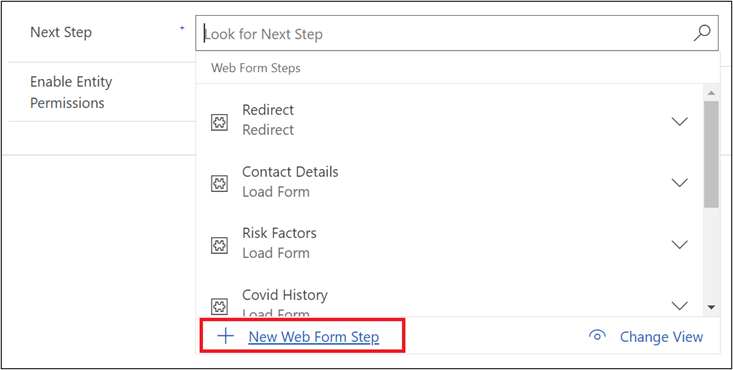 Next Step * Look for Next Step
Web Form Steps
Enable Entity
Permissions
Redirect
Redirect
Contact Details
Load Form
Risk Factors
Load Form
Covid History
Load Form
New Web Form Step
Change View